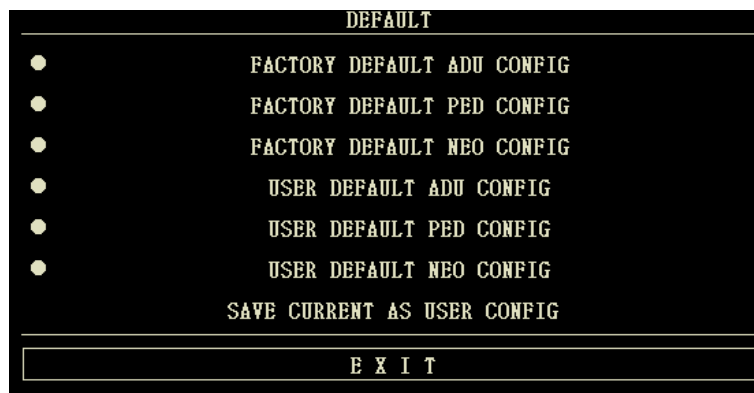 DEFAULT
FACTORY DEFAULT ADU CONFIG
FACTORY DEFAULT PED CONFIG
FACTORY DEFAULT NEO CONFIG
USER DEFAULT ADU CONFIG
USER DEFAULT PED CONFIG
USER DEFAULT NEO CONFIG
SAVE CURRENT AS USER CONFIG
E X I T